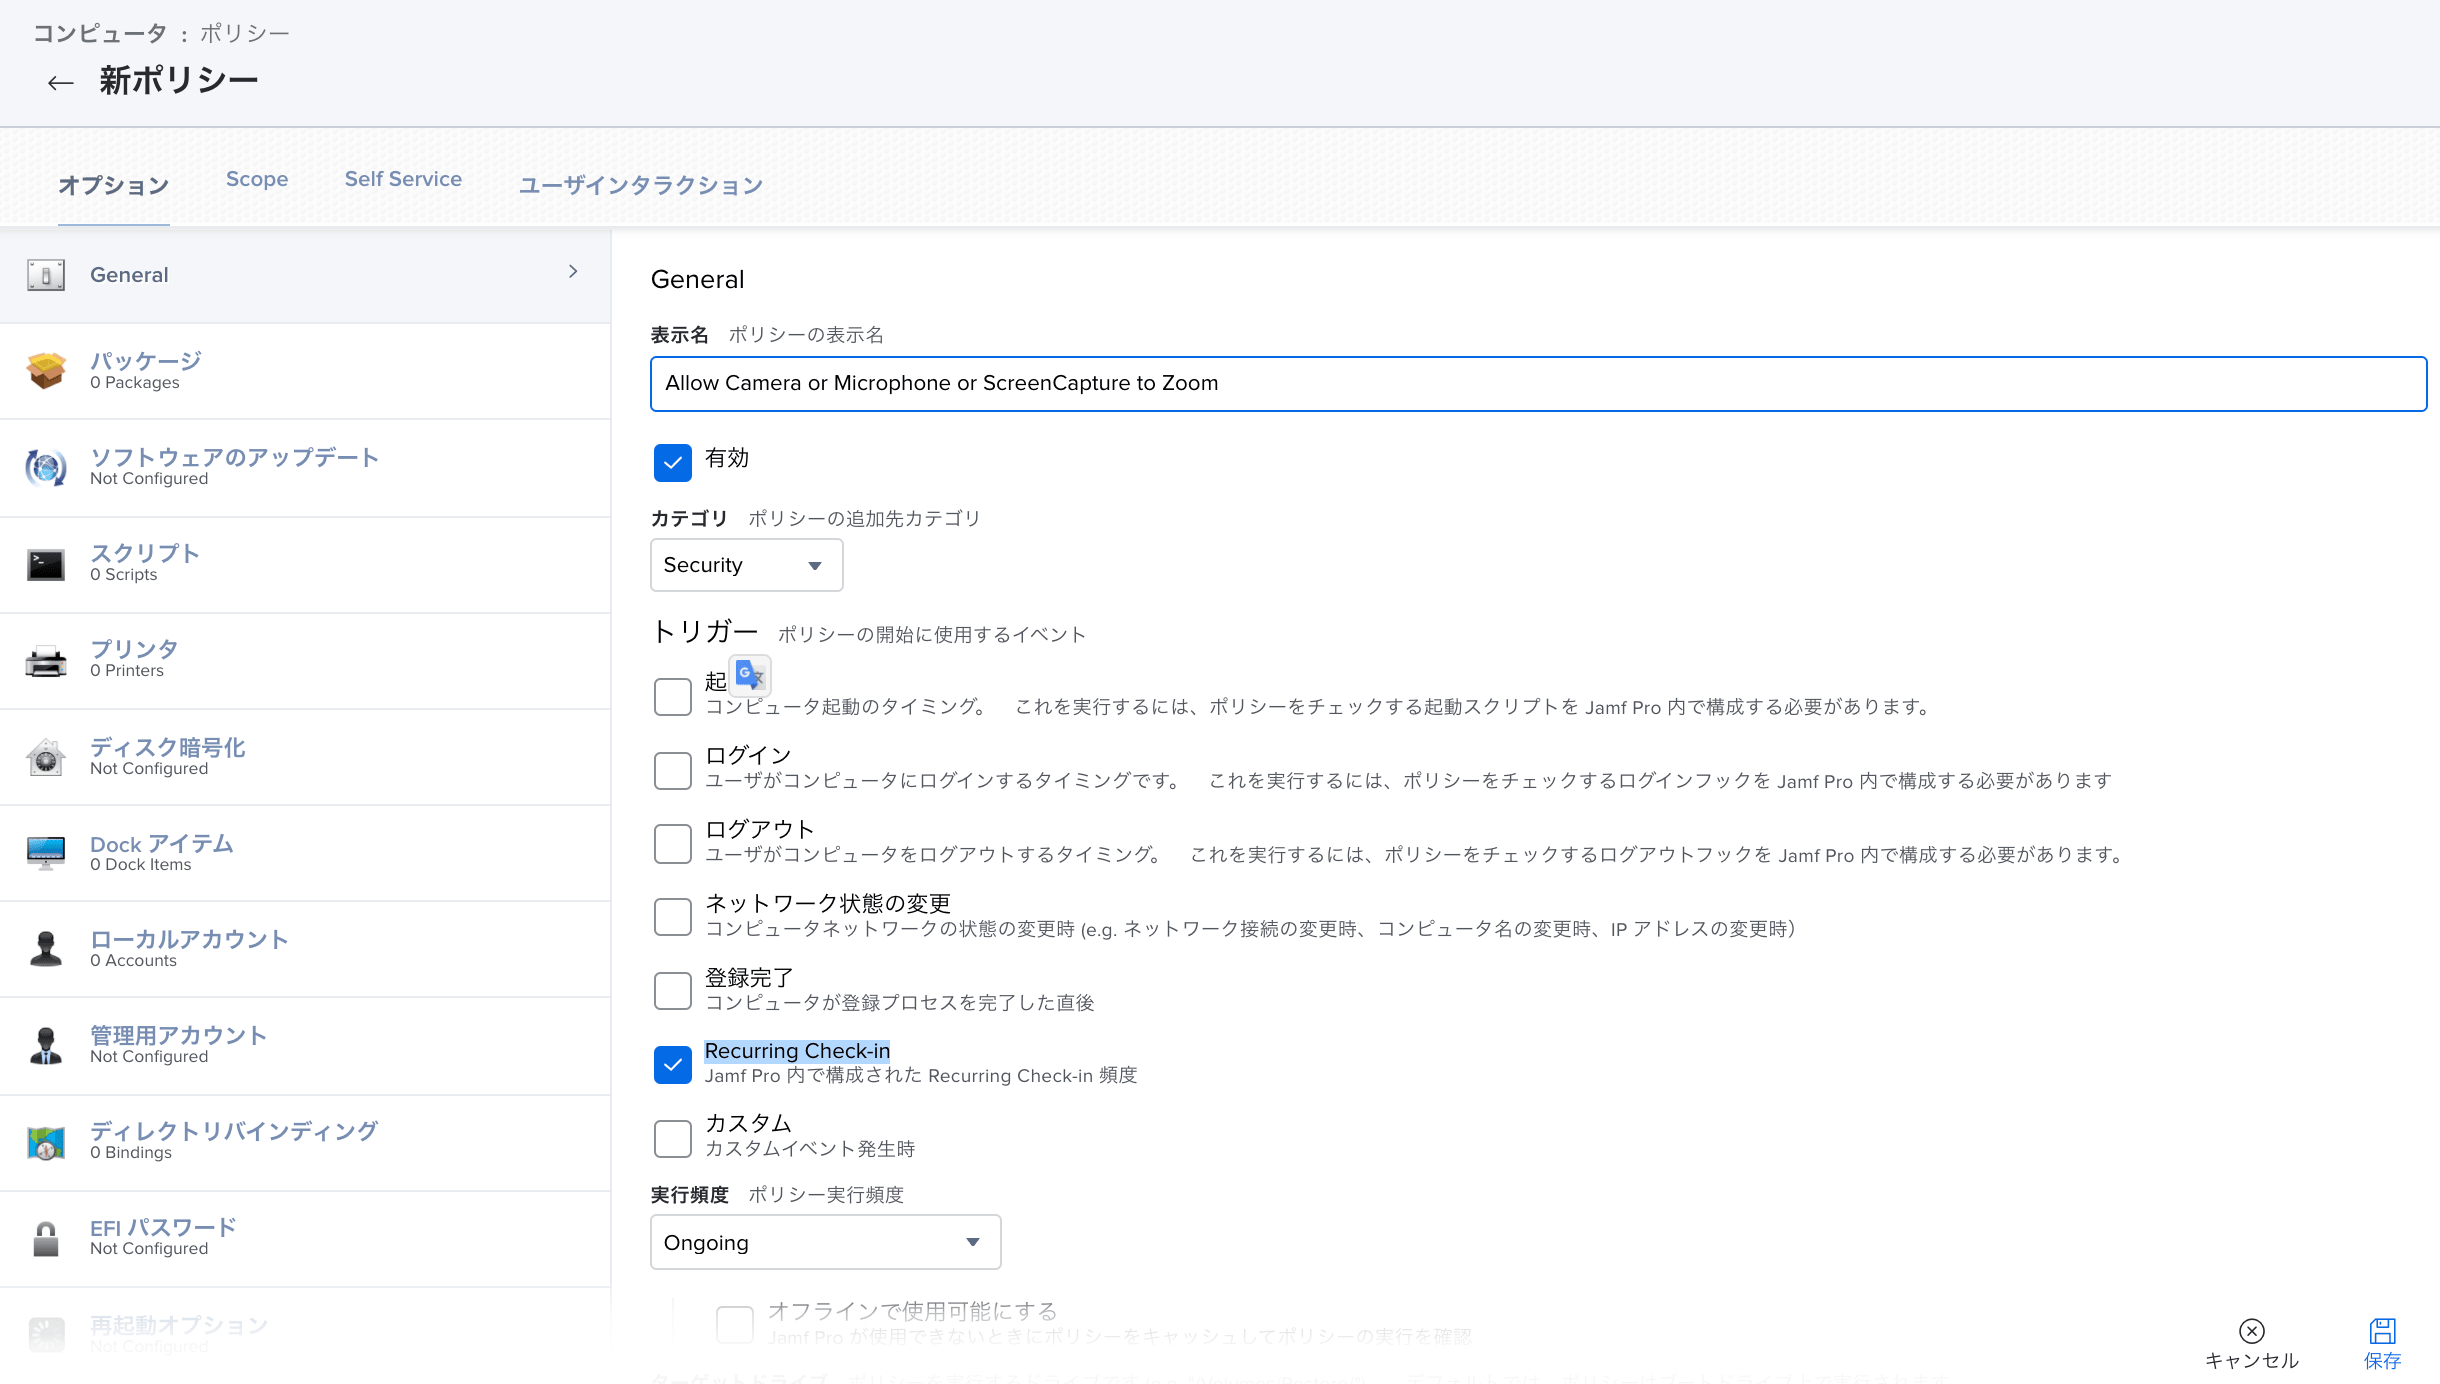 コンピュータ : ポリシー
← 新ポリシー
オプション Scope Self Service ユーザインタラクション
General
パッケージ
0 Packages
ソフトウェアのアップデート
Not Configured
スクリプト
0 Scripts
プリンタ
0 Printers
ディスク暗号化
Not Configured
Dock アイテム
0 Dock Items
ローカルアカウント
0 Accounts
管理用アカウント
Not Configured
ディレクトリバインディング
0 Bindings
EFI パスワード
Not Configured
再起動オプション
Not Configured
General
表示名 ポリシーの表示名
Allow Camera or Microphone or ScreenCapture to Zoom
有効
カテゴリ ポリシーの追加先カテゴリ
Security
トリガー ポリシーの開始に使用するイベント
起
コンピュータ起動のタイミング。 これを実行するには、ポリシーをチェックする起動スクリプトを Jamf Pro 内で構成する必要があります。
ログイン
ユーザがコンピュータにログインするタイミングです。 これを実行するには、ポリシーをチェックするログインフックを Jamf Pro 内で構成する必要があります
ログアウト
ユーザがコンピュータをログアウトするタイミング。 これを実行するには、ポリシーをチェックするログアウトフックを Jamf Pro 内で構成する必要があります。
ネットワーク状態の変更
コンピュータネットワークの状態の変更時 (e.g. ネットワーク接続の変更時、コンピュータ名の変更時、IP アドレスの変更時）
登録完了
コンピュータが登録プロセスを完了した直後
Recurring Check-in
Jamf Pro 内で構成された Recurring Check-in 頻度
カスタム
カスタムイベント発生時
実行頻度 ポリシー実行頻度
Ongoing
オフラインで使用可能にする
Jamf Pro が使用できないときにポリシーをキャッシュしてポリシーの実行を確認
キャンセル
保存